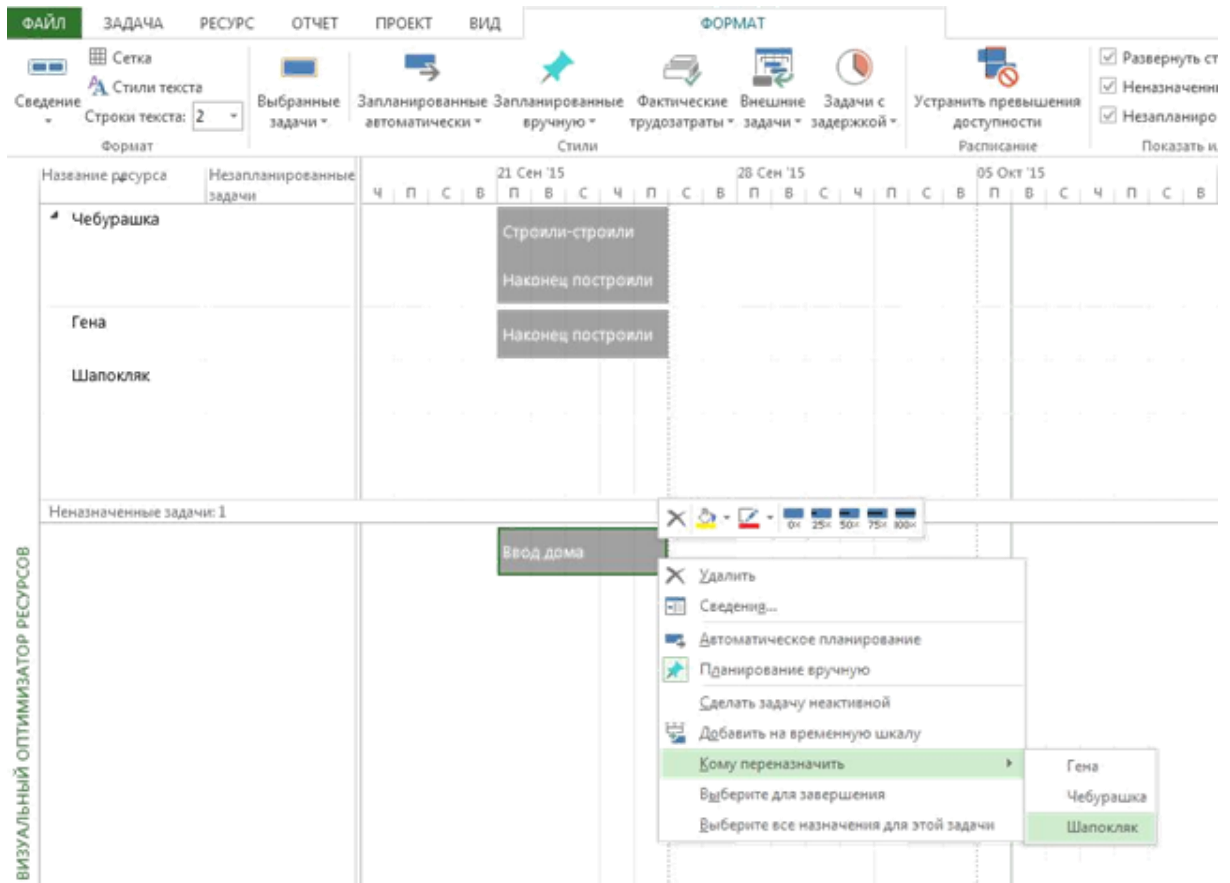 ФАЙЛ ЗАДАЧА РЕСУРС ОТЧЕТ ПРОЕКТ ВИД ФОРМАТ
Сетка
Стили текста
Строки текста: 2
Сведение
Формат
Выбранные задачи
Запланированные автоматически
Запланированные вручную
Фактические трудозатраты
Внешние задачи
Задачи с задержкой
Стили
Устранить превышения доступности
Расписание
Развернуть ст
Неназначенны
Незапланиро
Показать и
Название ресурса
Незапланированные задачи
21 Сен '15 28 Сен '15 05 Окт '15
Ч П С В П В С Ч П С В П В С Ч П С В П В С Ч П С В
Чебурашка
Строили-строили
Наконец построили
Гена
Наконец построили
Шапокляк
Неназначенные задачи: 1
0× 25× 50× 75× 100×
Ввод дома
Удалить
Сведения...
Автоматическое планирование
Планирование вручную
Сделать задачу неактивной
Добавить на временную шкалу
Кому переназначить
Выберите для завершения
Выберите все назначения для этой задачи
Гена
Чебурашка
Шапокляк
ВИЗУАЛЬНЫЙ ОПТИМИЗАТОР РЕСУРСОВ